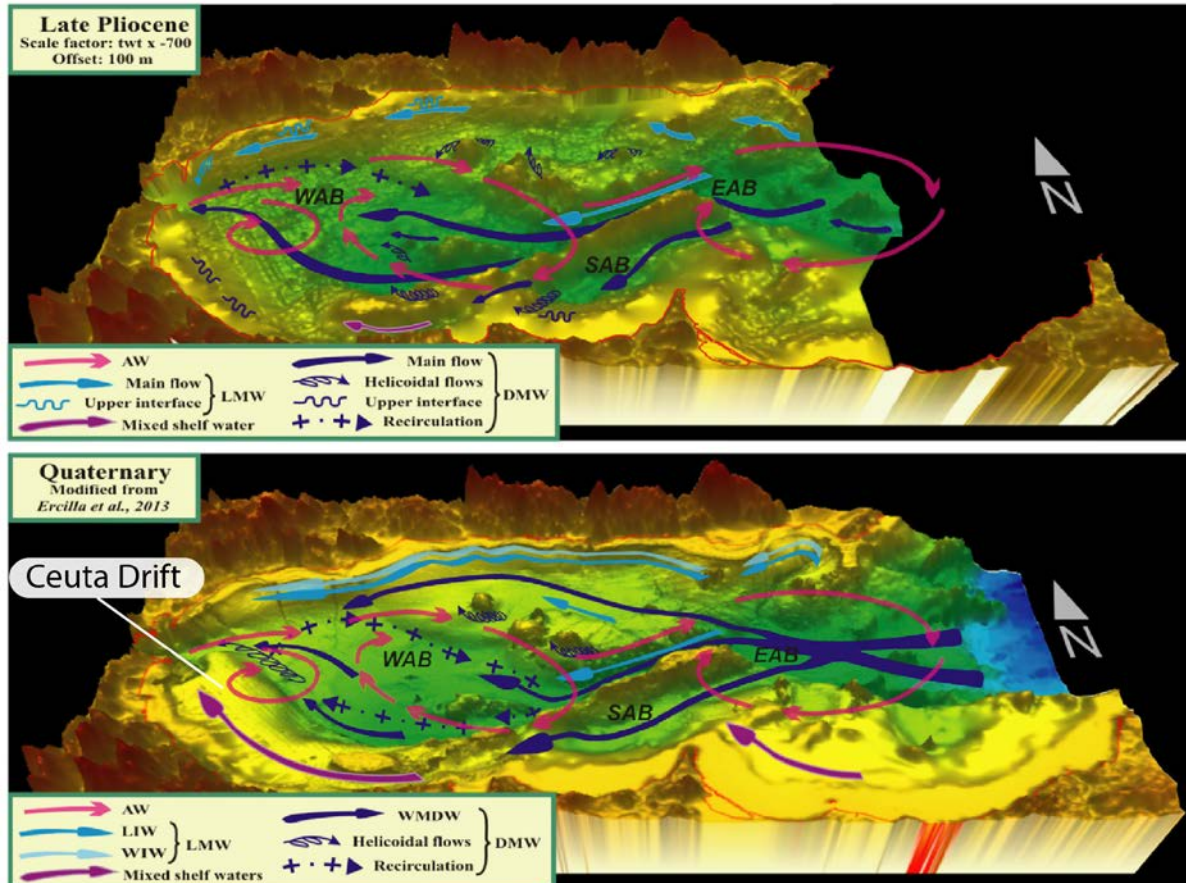 Late Pliocene
Scale factor: twt x -700
Offset: 100 m
N
WAB
EAB
SAB
AW
Main flow
Upper interface
LMW
Mixed shelf water
Main flow
Helicoidal flows
Upper interface
Recirculation
DMW
Quaternary
Modified from
Ercilla et al., 2013
Ceuta Drift
N
WAB
EAB
SAB
AW
LIW
WIW
LMW
Mixed shelf waters
WMDW
Helicoidal flows
Recirculation
DMW